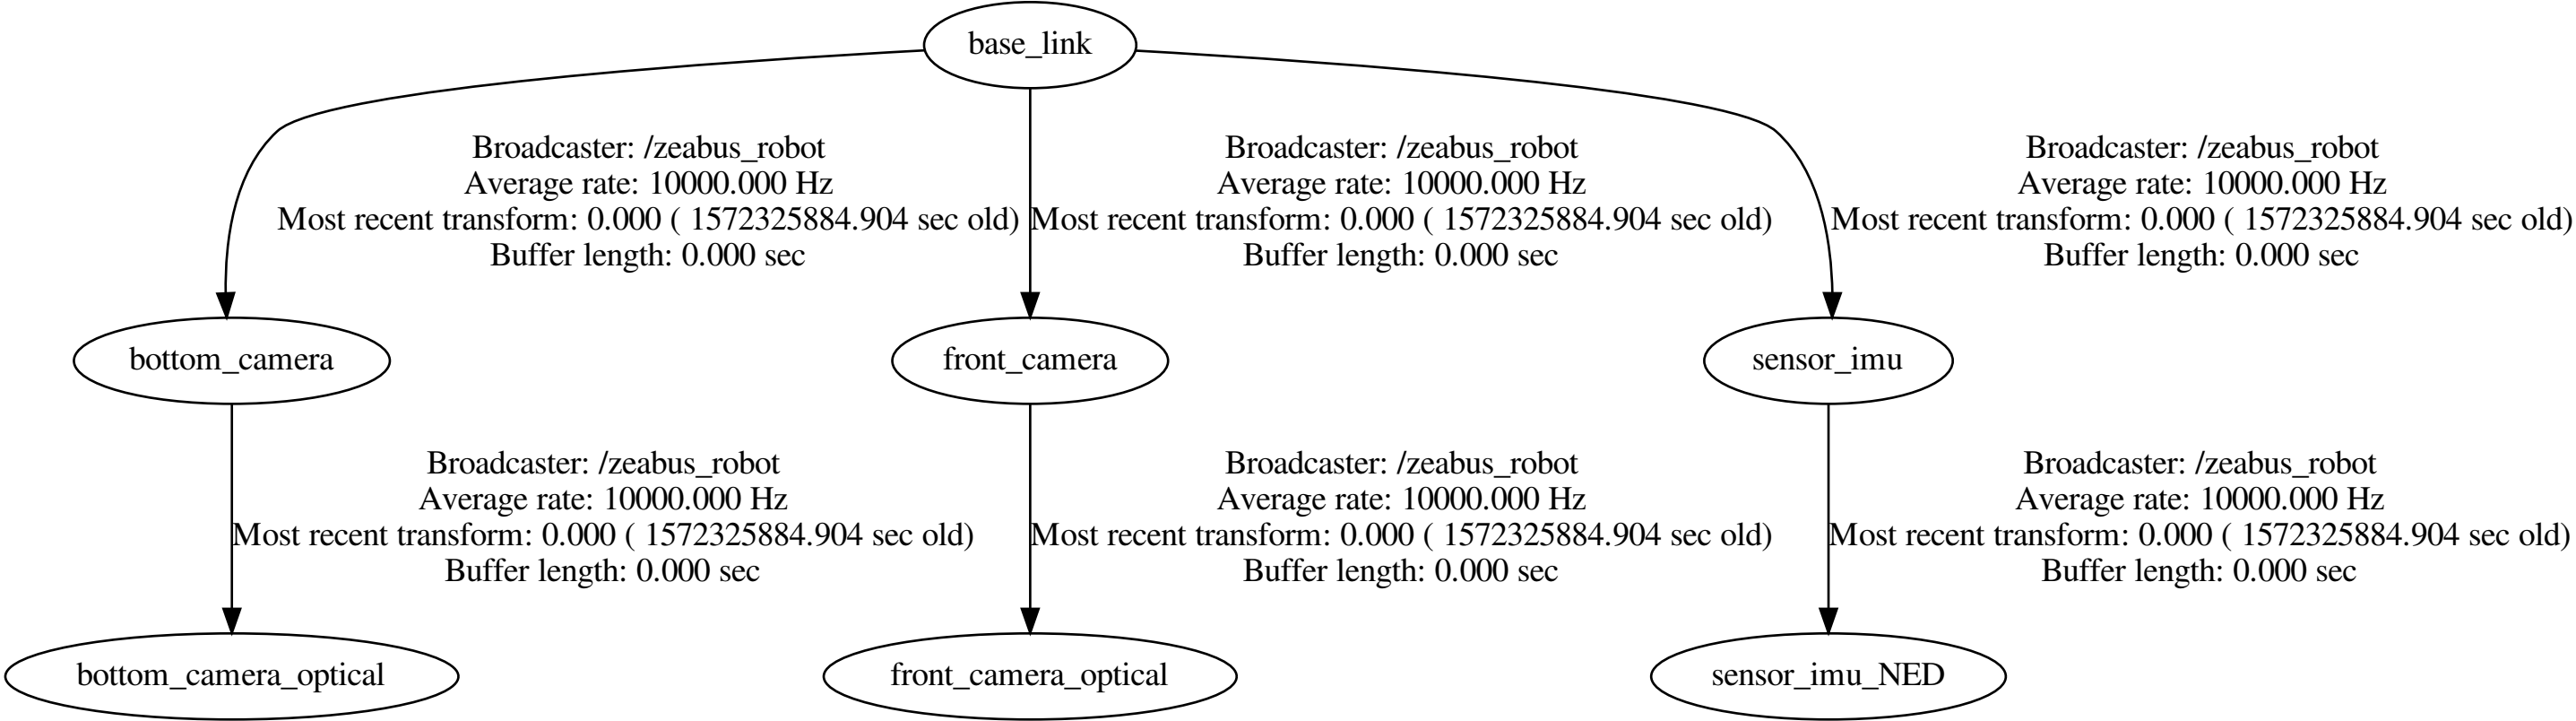 base_link
Broadcaster: /zeabus_robot
Average rate: 10000.000 Hz
Most recent transform: 0.000 ( 1572325884.904 sec old)
Buffer length: 0.000 sec
Broadcaster: /zeabus_robot
Average rate: 10000.000 Hz
Most recent transform: 0.000 ( 1572325884.904 sec old)
Buffer length: 0.000 sec
Broadcaster: /zeabus_robot
Average rate: 10000.000 Hz
Most recent transform: 0.000 ( 1572325884.904 sec old)
Buffer length: 0.000 sec
bottom_camera
front_camera
sensor_imu
Broadcaster: /zeabus_robot
Average rate: 10000.000 Hz
Most recent transform: 0.000 ( 1572325884.904 sec old)
Buffer length: 0.000 sec
Broadcaster: /zeabus_robot
Average rate: 10000.000 Hz
Most recent transform: 0.000 ( 1572325884.904 sec old)
Buffer length: 0.000 sec
Broadcaster: /zeabus_robot
Average rate: 10000.000 Hz
Most recent transform: 0.000 ( 1572325884.904 sec old)
Buffer length: 0.000 sec
bottom_camera_optical
front_camera_optical
sensor_imu_NED